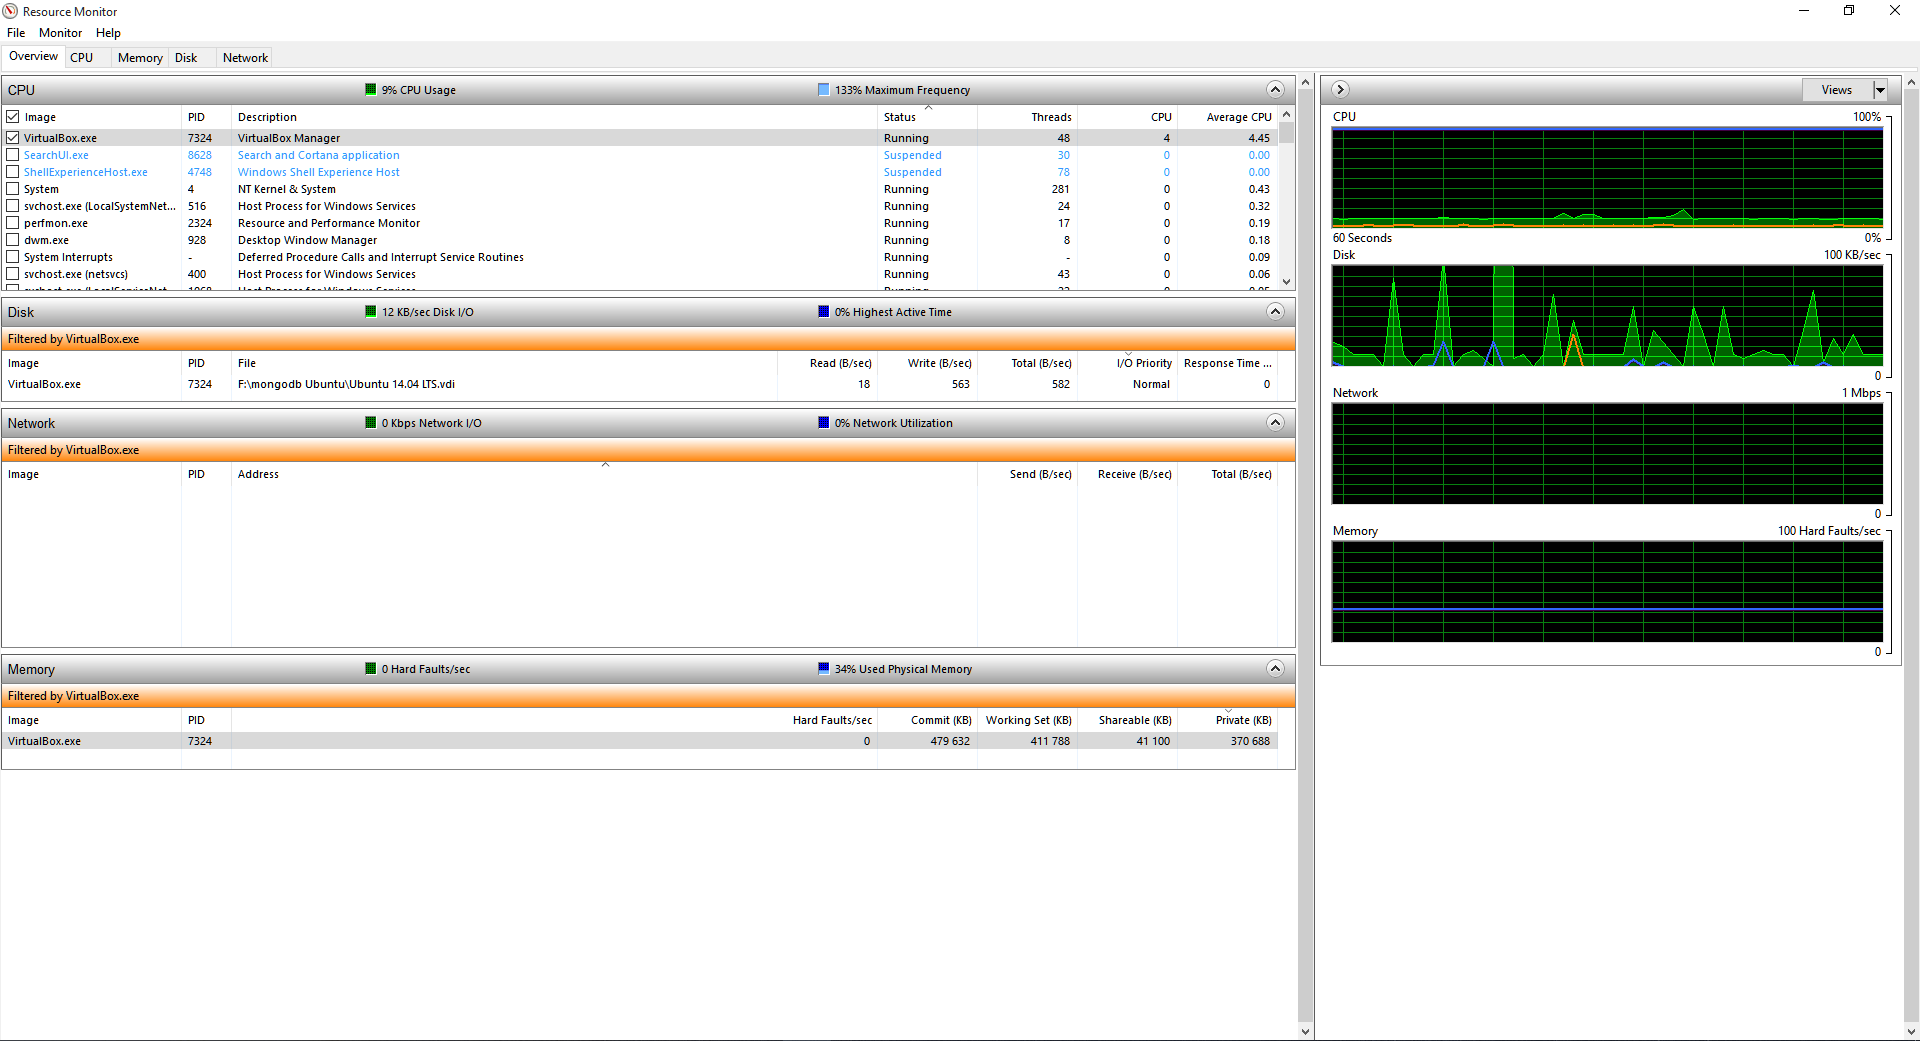 Resource Monitor
File Monitor Help
Overview CPU Memory Disk Network
CPU 9% CPU Usage 133% Maximum Frequency
Image PID Description Status Threads CPU Average CPU
VirtualBox.exe 7324 VirtualBox Manager Running 48 4 4.45
SearchUI.exe 8628 Search and Cortana application Suspended 30 0 0.00
ShellExperienceHost.exe 4748 Windows Shell Experience Host Suspended 78 0 0.00
System 4 NT Kernel & System Running 281 0 0.43
svchost.exe (LocalSystemNet... 516 Host Process for Windows Services Running 24 0 0.32
perfmon.exe 2324 Resource and Performance Monitor Running 17 0 0.19
dwm.exe 928 Desktop Window Manager Running 8 0 0.18
System Interrupts - Deferred Procedure Calls and Interrupt Service Routines Running - 0 0.09
svchost.exe (netsvcs) 400 Host Process for Windows Services Running 43 0 0.06
Disk 12 KB/sec Disk I/O 0% Highest Active Time
Filtered by VirtualBox.exe
Image PID File Read (B/sec) Write (B/sec) Total (B/sec) I/O Priority Response Time ...
VirtualBox.exe 7324 F:\mongodb Ubuntu\Ubuntu 14.04 LTS.vdi 18 563 582 Normal 0
Network 0 Kbps Network I/O 0% Network Utilization
Filtered by VirtualBox.exe
Image PID Address Send (B/sec) Receive (B/sec) Total (B/sec)
Memory 0 Hard Faults/sec 34% Used Physical Memory
Filtered by VirtualBox.exe
Image PID Hard Faults/sec Commit (KB) Working Set (KB) Shareable (KB) Private (KB)
VirtualBox.exe 7324 0 479 632 411 788 41 100 370 688
Views
CPU 100%
60 Seconds 0%
Disk 100 KB/sec
0
Network 1 Mbps
0
Memory 100 Hard Faults/sec
0